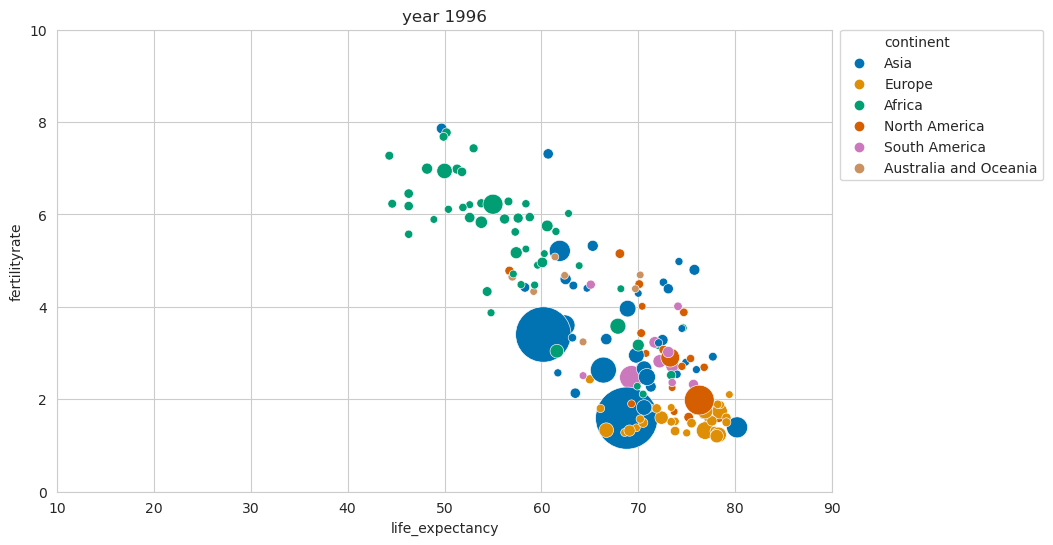 year 1996
continent
Asia
Europe
Africa
North America
South America
Australia and Oceania
10
8
6
4
2
0
fertilityrate
10 20 30 40 50 60 70 80 90
life_expectancy